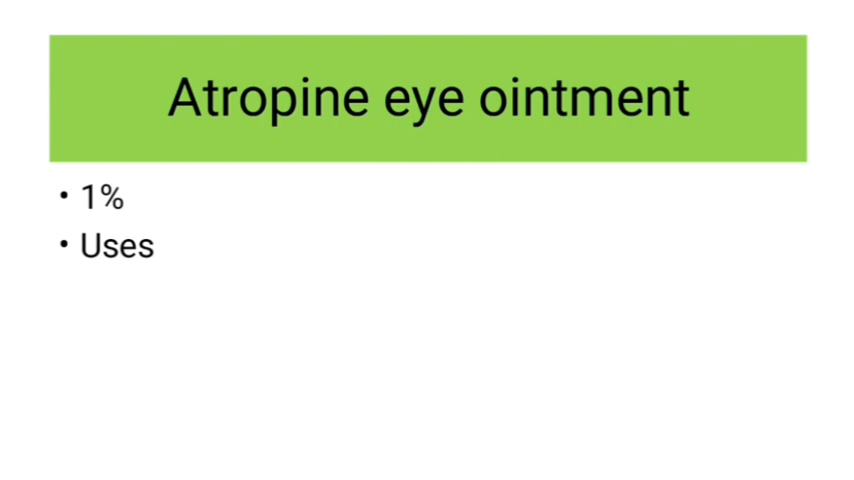 Atropine eye ointment
• 1%
• Uses